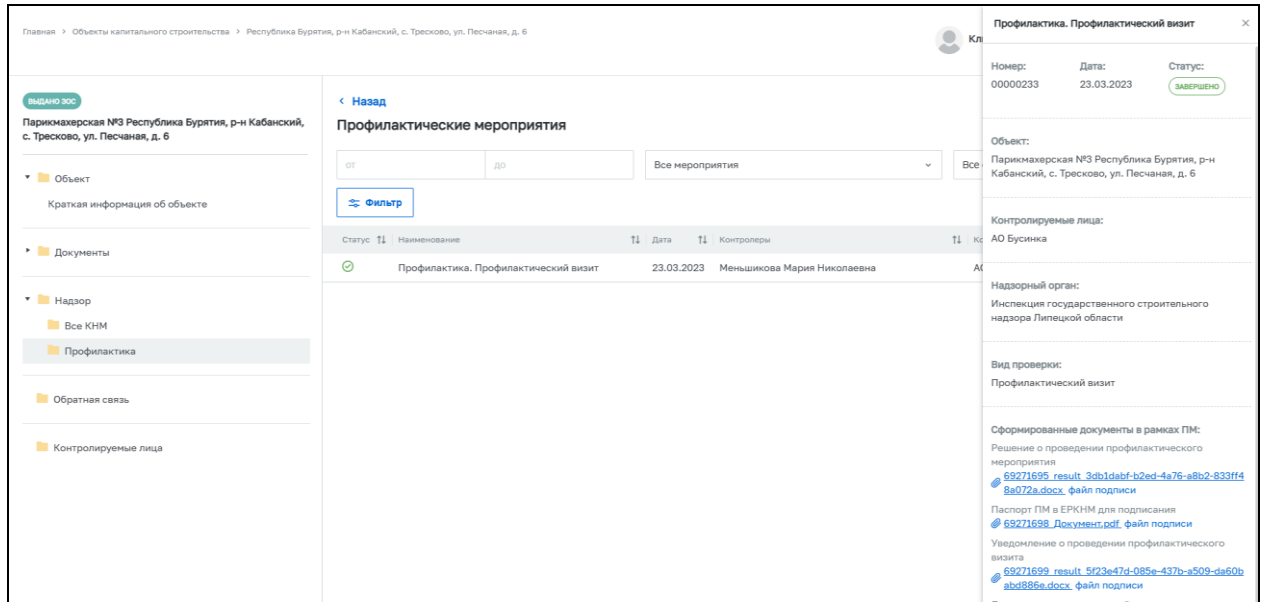 Главная > Объекты капитального строительства > Республика Бурятия, р-н Кабанский, с. Тресково, ул. Песчаная, д. 6
ВЫДАНО ЗОС
Парикмахерская №3 Республика Бурятия, р-н Кабанский,
с. Тресково, ул. Песчаная, д. 6
Объект
Краткая информация об объекте
Документы
Надзор
Все КНМ
Профилактика
Обратная связь
Контролируемые лица
< Назад
Профилактические мероприятия
от
до
Все мероприятия
Все
Фильтр
Статус
Наименование
Дата
Контролеры
Профилактика. Профилактический визит
23.03.2023
Меньшикова Мария Николаевна
Профилактика. Профилактический визит
Номер:
Дата:
Статус:
00000233
23.03.2023
ЗАВЕРШЕНО
Объект:
Парикмахерская №3 Республика Бурятия, р-н
Кабанский, с. Тресково, ул. Песчаная, д. 6
Контролируемые лица:
АО Бусинка
Надзорный орган:
Инспекция государственного строительного
надзора Липецкой области
Вид проверки:
Профилактический визит
Сформированные документы в рамках ПМ:
Решение о проведении профилактического
мероприятия
69271695_result_3db1dabf-b2ed-4a76-a8b2-833ff4
8a072a.docx файл подписи
Паспорт ПМ в ЕРКНМ для подписания
69271698_Документ.pdf файл подписи
Уведомление о проведении профилактического
визита
69271699_result_5f23e47d-085e-437b-a509-da60b
abd886e.docx файл подписи